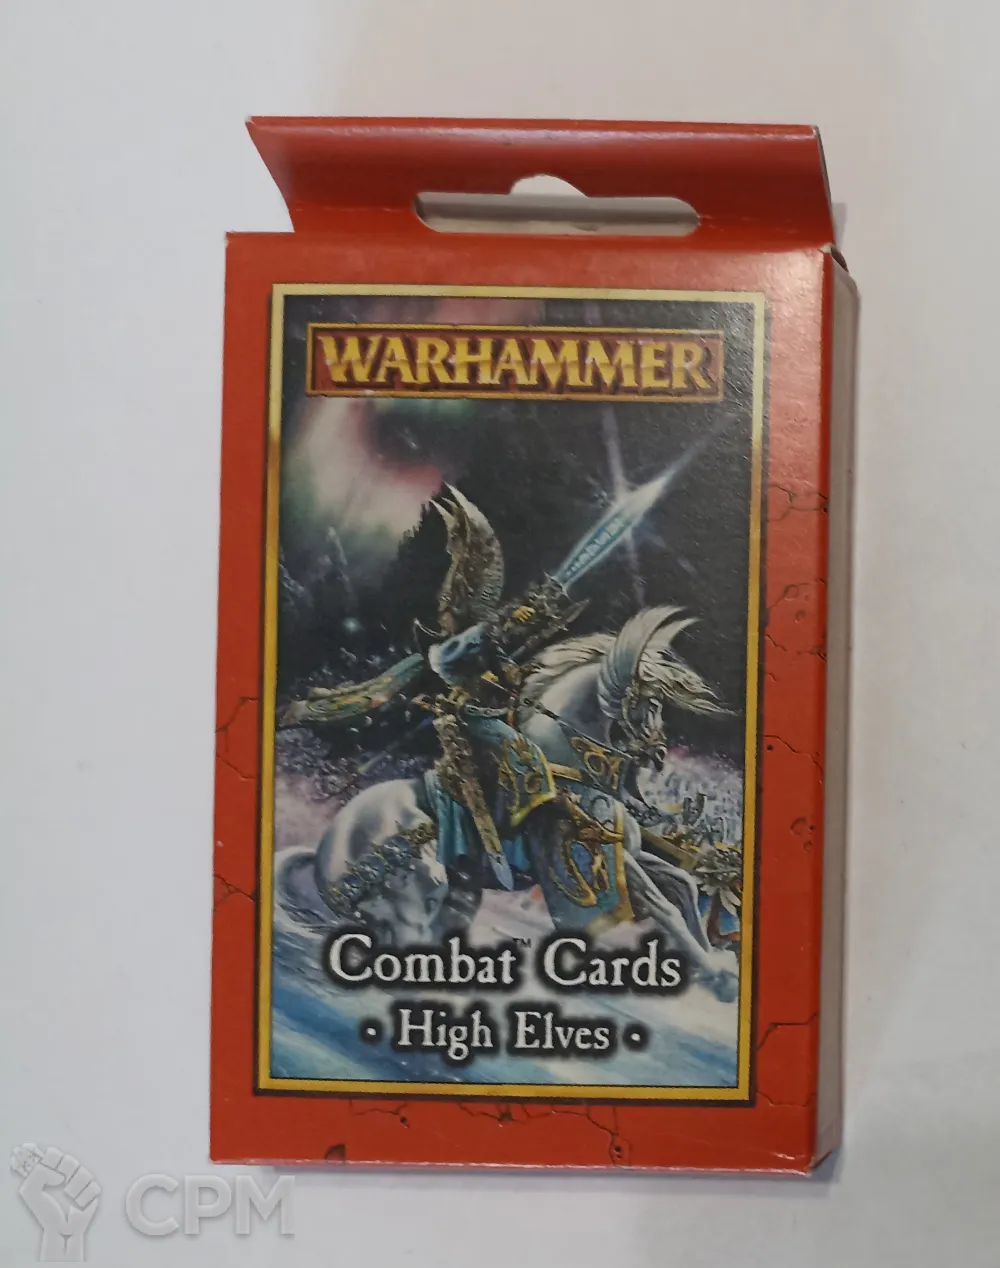 WARHAMMER
Combat™ Cards
• High Elves •
CPM